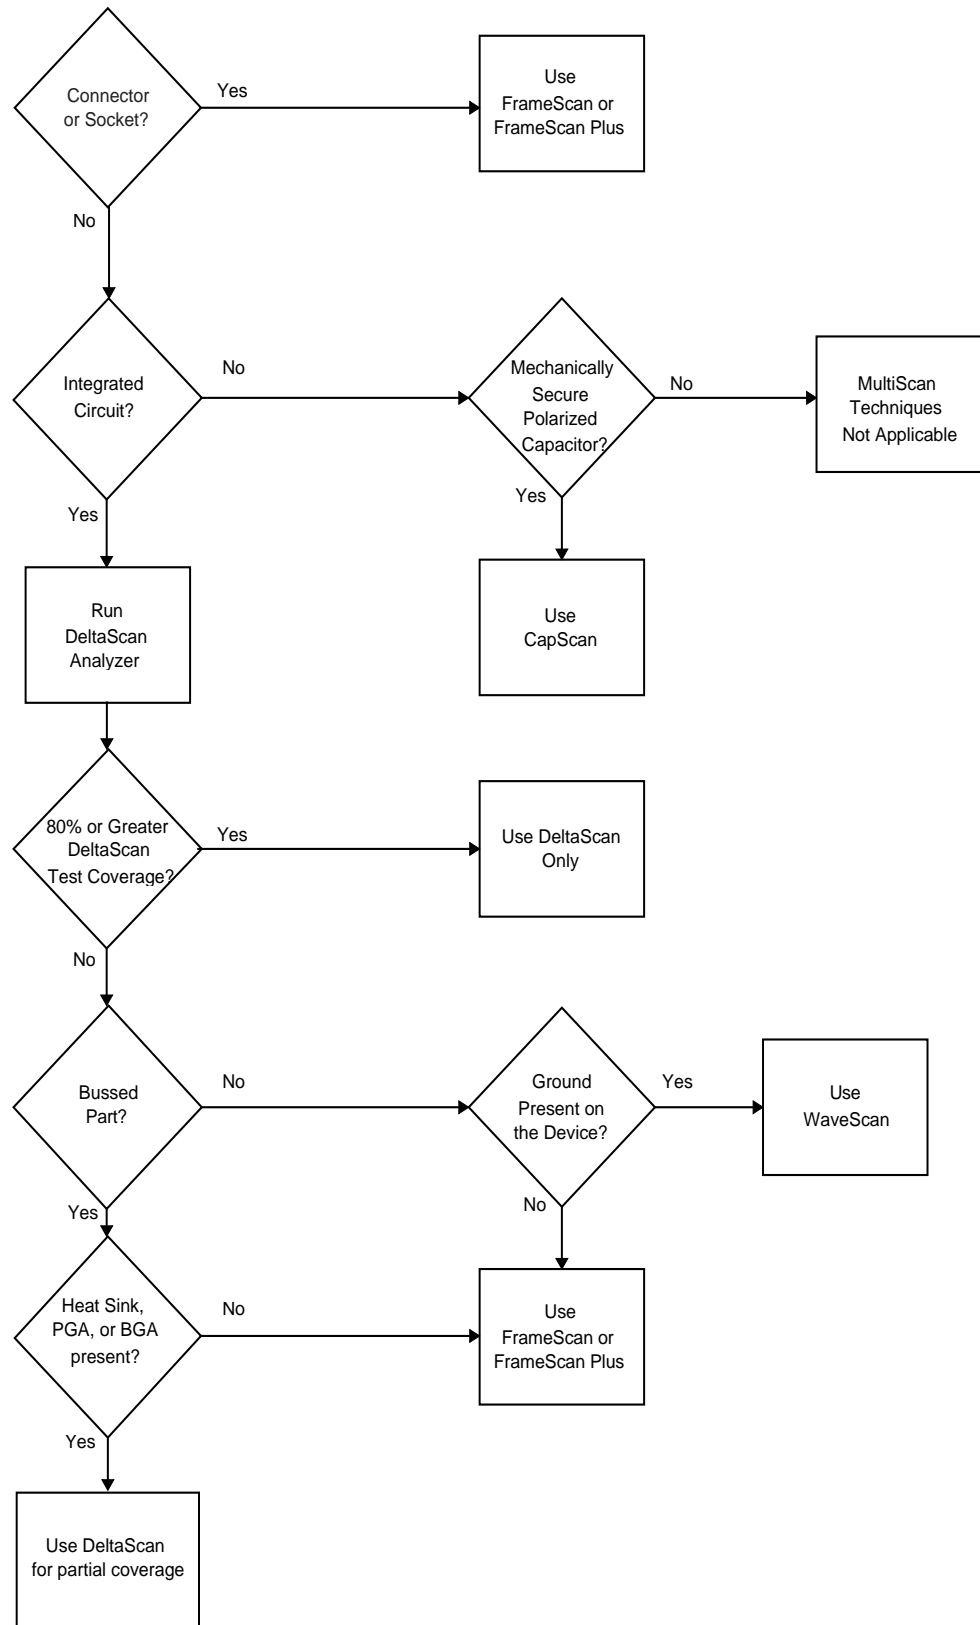 Connector
or Socket?
Yes
Use
FrameScan or
FrameScan Plus
No
Integrated
Circuit?
No
Mechanically
Secure
Polarized
Capacitor?
No
MultiScan
Techniques
Not Applicable
Yes
Yes
Run
DeltaScan
Analyzer
Use
CapScan
80% or Greater
DeltaScan
Test Coverage?
Yes
Use DeltaScan
Only
No
Bussed
Part?
No
Ground
Present on
the Device?
Yes
Use
WaveScan
Yes
No
Heat Sink,
PGA, or BGA
present?
No
Use
FrameScan or
FrameScan Plus
Yes
Use DeltaScan
for partial coverage